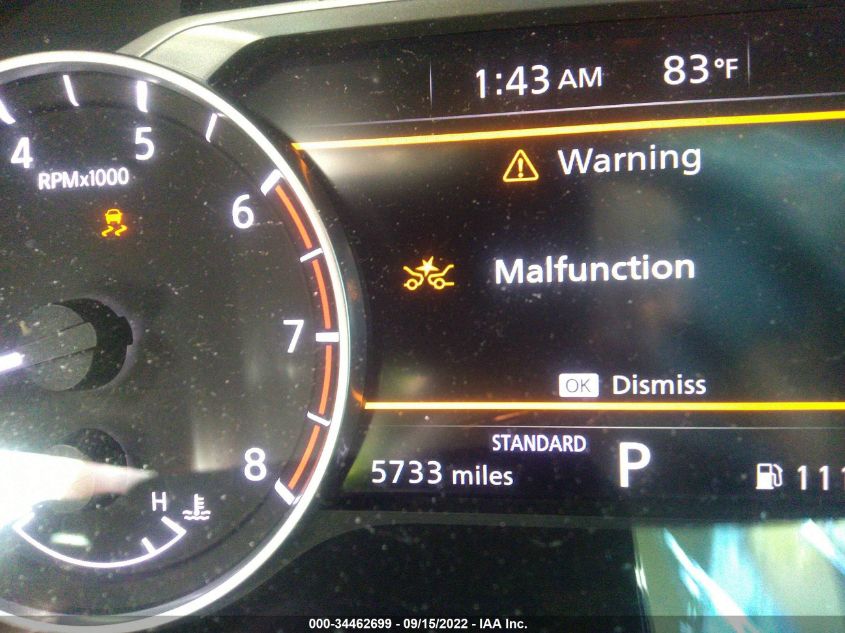 1:43 AM 83°F
4 5 6 7 8
RPMx1000
Warning
Malfunction
OK Dismiss
STANDARD
5733 miles P 111
H
000-34462699 - 09/15/2022 - IAA Inc.